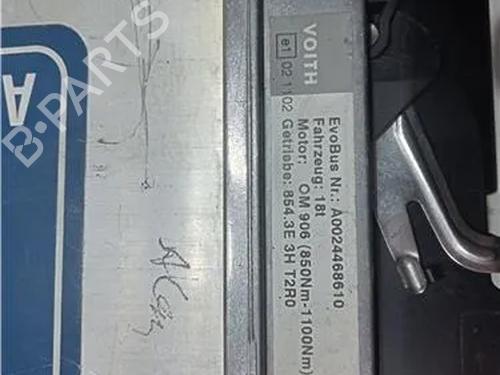 VOITH
e1 02 1102
EvoBus Nr.: A0024468610
Fahrzeug: 18t
Motor: OM 906 (850Nm-1100Nm)
Getriebe: 854.3E 3H T2R0
A
B-PARTS